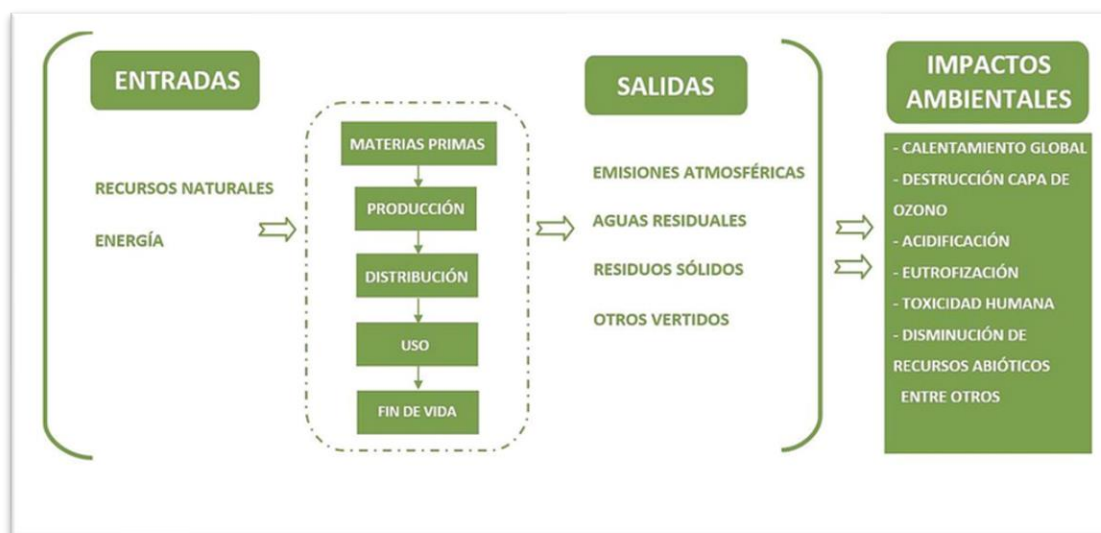 ENTRADAS
RECURSOS NATURALES
ENERGÍA
MATERIAS PRIMAS
PRODUCCIÓN
DISTRIBUCIÓN
USO
FIN DE VIDA
SALIDAS
EMISIONES ATMOSFÉRICAS
AGUAS RESIDUALES
RESIDUOS SÓLIDOS
OTROS VERTIDOS
IMPACTOS
AMBIENTALES
- CALENTAMIENTO GLOBAL
- DESTRUCCIÓN CAPA DE
OZONO
- ACIDIFICACIÓN
- EUTROFIZACIÓN
- TOXICIDAD HUMANA
- DISMINUCIÓN DE
RECURSOS ABIÓTICOS
ENTRE OTROS